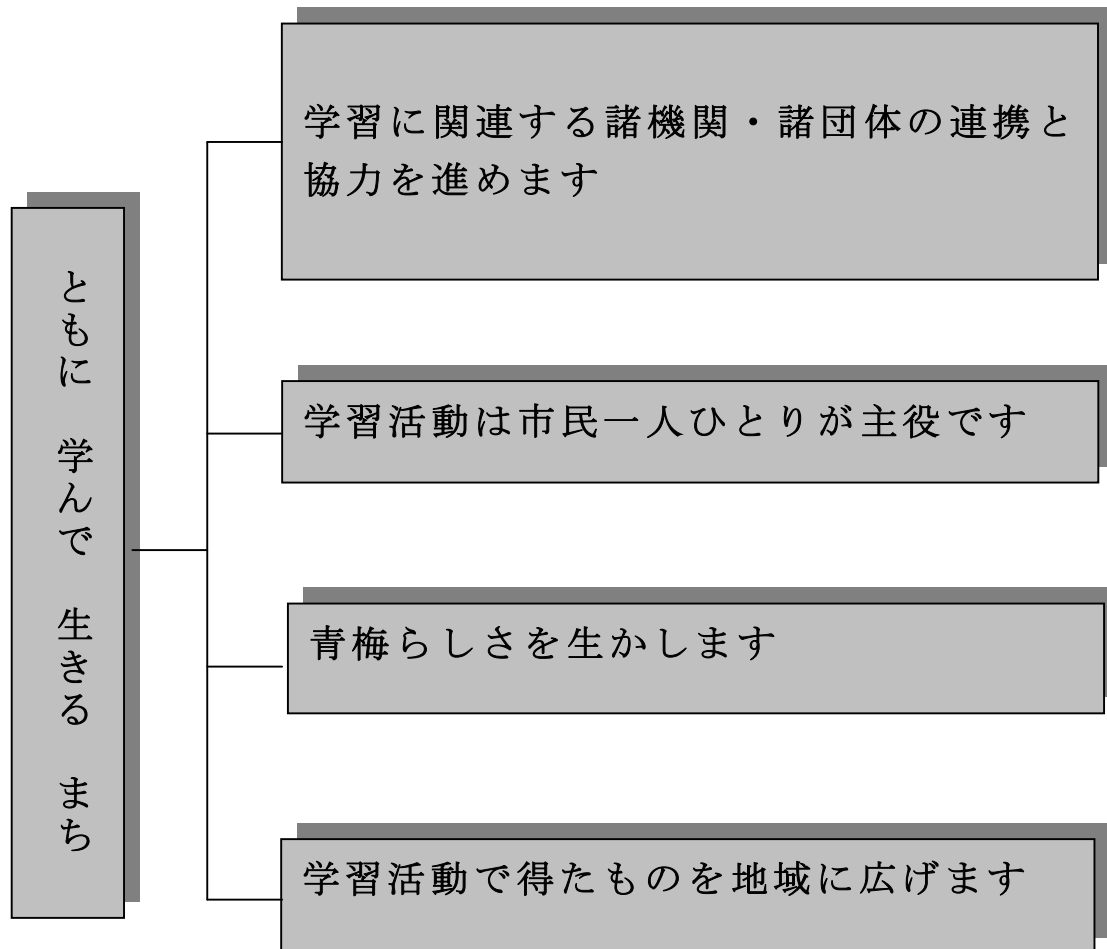 ともに 学んで 生きる まち
学習に関連する諸機関・諸団体の連携と
協力を進めます
学習活動は市民一人ひとりが主役です
青梅らしさを生かします
学習活動で得たものを地域に広げます